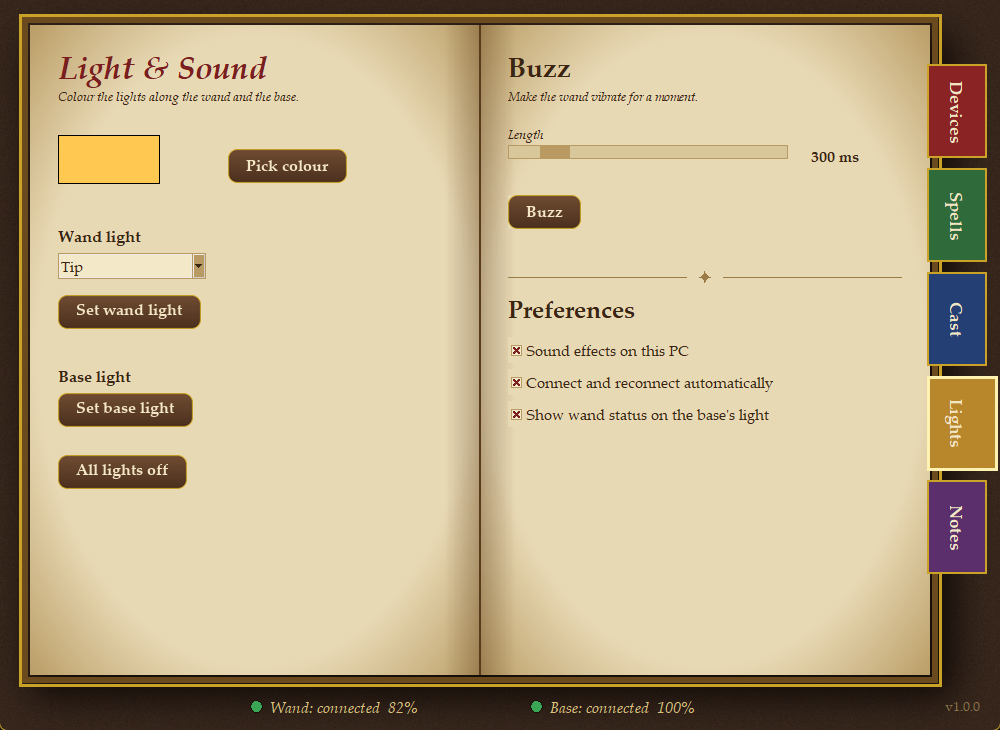 Light & Sound
Colour the lights along the wand and the base.
Pick colour
Wand light
Tip
Set wand light
Base light
Set base light
All lights off
Buzz
Make the wand vibrate for a moment.
Length
300 ms
Buzz
Preferences
Sound effects on this PC
Connect and reconnect automatically
Show wand status on the base's light
Devices
Spells
Cast
Lights
Notes
Wand: connected 82%
Base: connected 100%
v1.0.0